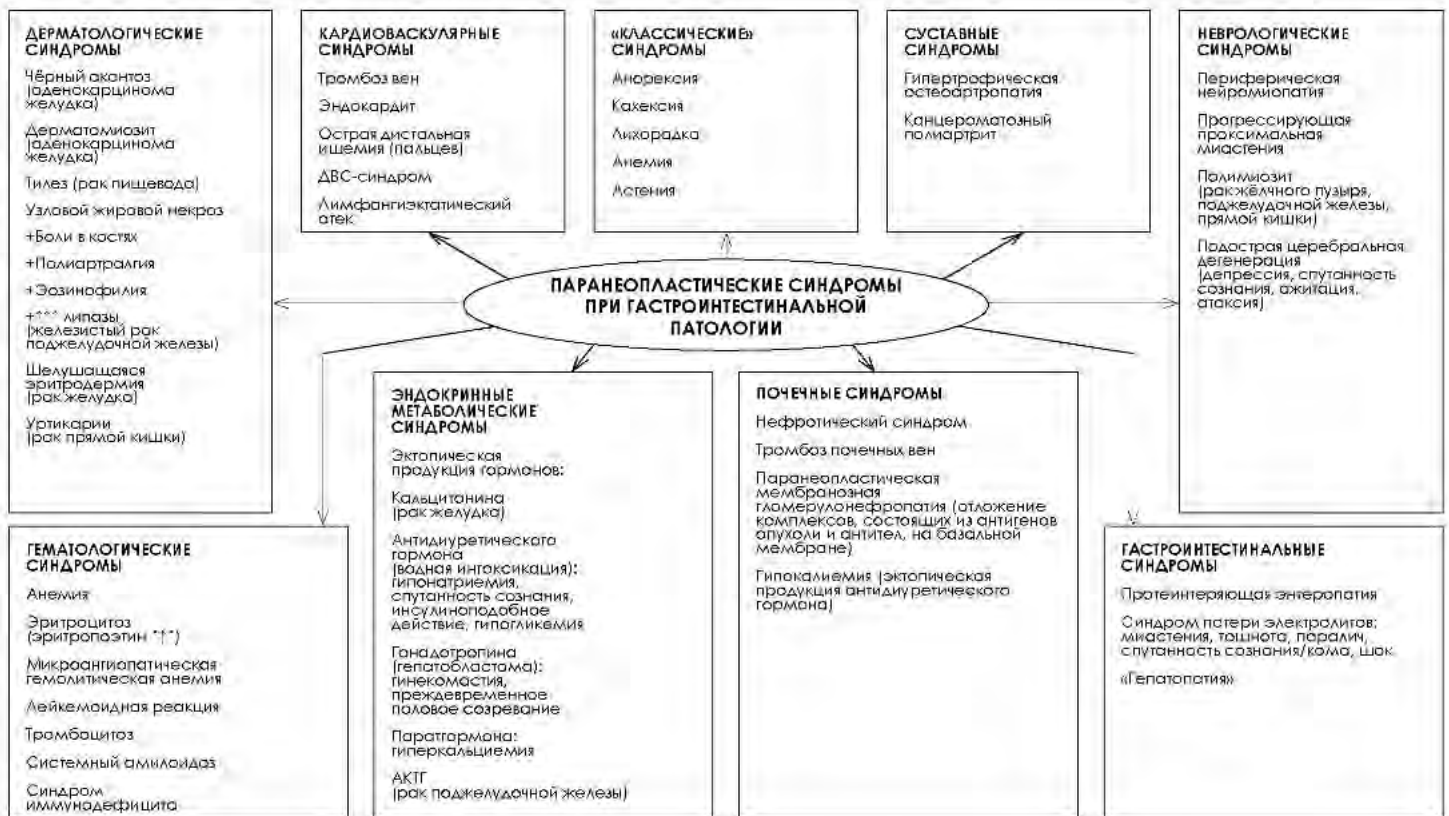 ДЕРМАТОЛОГИЧЕСКИЕ
СИНДРОМЫ
Чёрный акантоз
(аденокарцинома
желудка)
Дерматомиозит
(аденокарцинома
желудка)
Тилез (рак пищевода)
Узловой жировой некроз
+Боли в костях
+Полиартралгия
+Эозинофилия
+^^^ липазы
(железистый рак
поджелудочной железы)
Шелушащаяся
эритродермия
(рак желудка)
Уртикарии
(рак прямой кишки)
КАРДИОВАСКУЛЯРНЫЕ
СИНДРОМЫ
Тромбоз вен
Эндокардит
Острая дистальная
ишемия (пальцев)
ДВС-синдром
Лимфангиэктатический
отек
«КЛАССИЧЕСКИЕ»
СИНДРОМЫ
Анорексия
Кахексия
Лихорадка
Анемия
Астения
СУСТАВНЫЕ
СИНДРОМЫ
Гипертрофическая
остеоартропатия
Канцероматозный
полиартрит
НЕВРОЛОГИЧЕСКИЕ
СИНДРОМЫ
Периферическая
нейромиопатия
Прогрессирующая
проксимальная
миастения
Полимиозит
(рак жёлчного пузыря,
поджелудочной железы,
прямой кишки)
Подострая церебральная
дегенерация
(депрессия, спутанность
сознания, ажитация,
атаксия)
ПАРАНЕОПЛАСТИЧЕСКИЕ СИНДРОМЫ
ПРИ ГАСТРОИНТЕСТИНАЛЬНОЙ
ПАТОЛОГИИ
ГЕМАТОЛОГИЧЕСКИЕ
СИНДРОМЫ
Анемия
Эритроцитоз
(эритропоэтин ^↑^)
Микроангиопатическая
гемолитическая анемия
Лейкемоидная реакция
Тромбоцитоз
Системный амилоидоз
Синдром
иммунодефицита
ЭНДОКРИННЫЕ
МЕТАБОЛИЧЕСКИЕ
СИНДРОМЫ
Эктопическая
продукция гормонов:
Кальцитонина
(рак желудка)
Антидиуретического
гормона
(водная интоксикация):
гипонатриемия,
спутанность сознания,
инсулиноподобное
действие, гипогликемия
Гонадотропина
(гепатобластома):
гинекомастия,
преждевременное
половое созревание
Паратгормона:
гиперкальциемия
АКТГ
(рак поджелудочной железы)
ПОЧЕЧНЫЕ СИНДРОМЫ
Нефротический синдром
Тромбоз почечных вен
Паранеопластическая
мембранозная
гломерулонефропатия (отложение
комплексов, состоящих из антигенов
опухоли и антител, на базальной
мембране)
Гипокалиемия (эктопическая
продукция антидиуретического
гормона)
ГАСТРОИНТЕСТИНАЛЬНЫЕ
СИНДРОМЫ
Протеинтеряющая энтеропатия
Синдром потери электролитов:
миастения, тошнота, паралич,
спутанность сознания/кома, шок
«Гепатопатия»